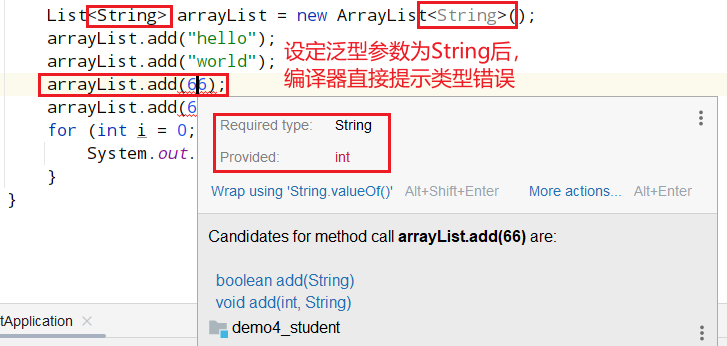 List<String> arrayList = new ArrayList<String>();
arrayList.add("hello");
arrayList.add("world");
arrayList.add(66);
arrayList.add(6
for (int i = 0;
System.out.
}
}
设定泛型参数为String后，
编译器直接提示类型错误
Required type: String
Provided: int
Wrap using 'String.valueOf()' Alt+Shift+Enter More actions... Alt+Enter
Candidates for method call arrayList.add(66) are:
boolean add(String)
void add(int, String)
demo4_student
tApplication